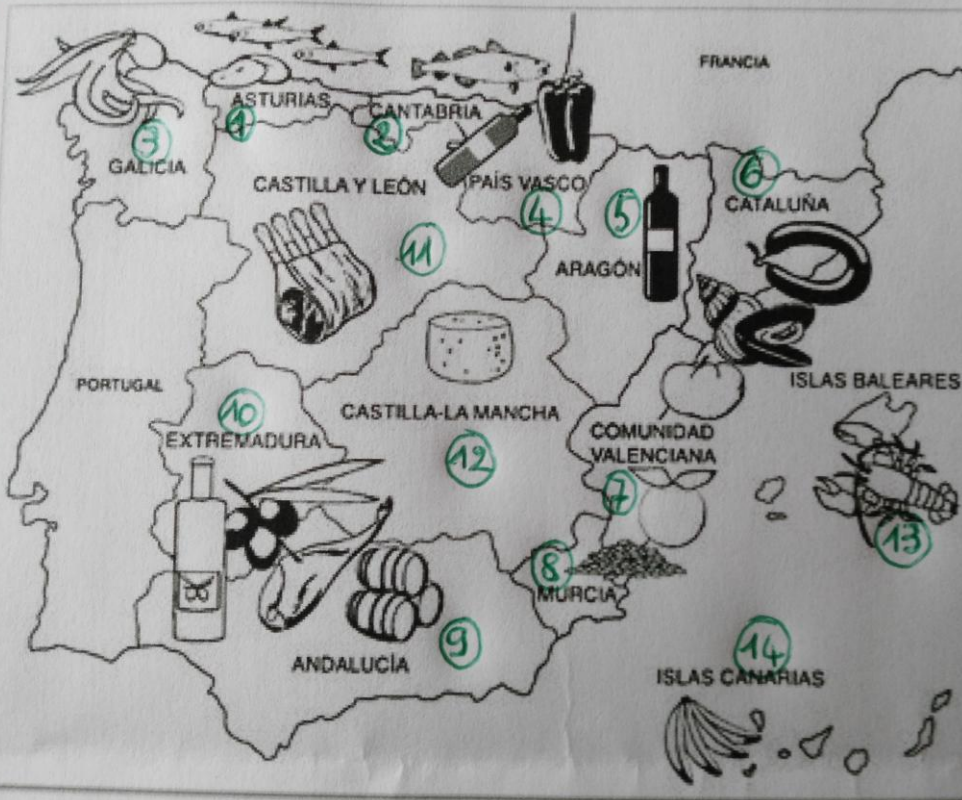 FRANCIA
ASTURIAS
1
CANTABRIA
2
3
GALICIA
CASTILLA Y LEÓN
11
PAÍS VASCO
4
5
ARAGÓN
6
CATALUÑA
PORTUGAL
ISLAS BALEARES
13
10
EXTREMADURA
CASTILLA-LA MANCHA
12
COMUNIDAD
VALENCIANA
7
8
MURCIA
9
ANDALUCÍA
14
ISLAS CANARIAS